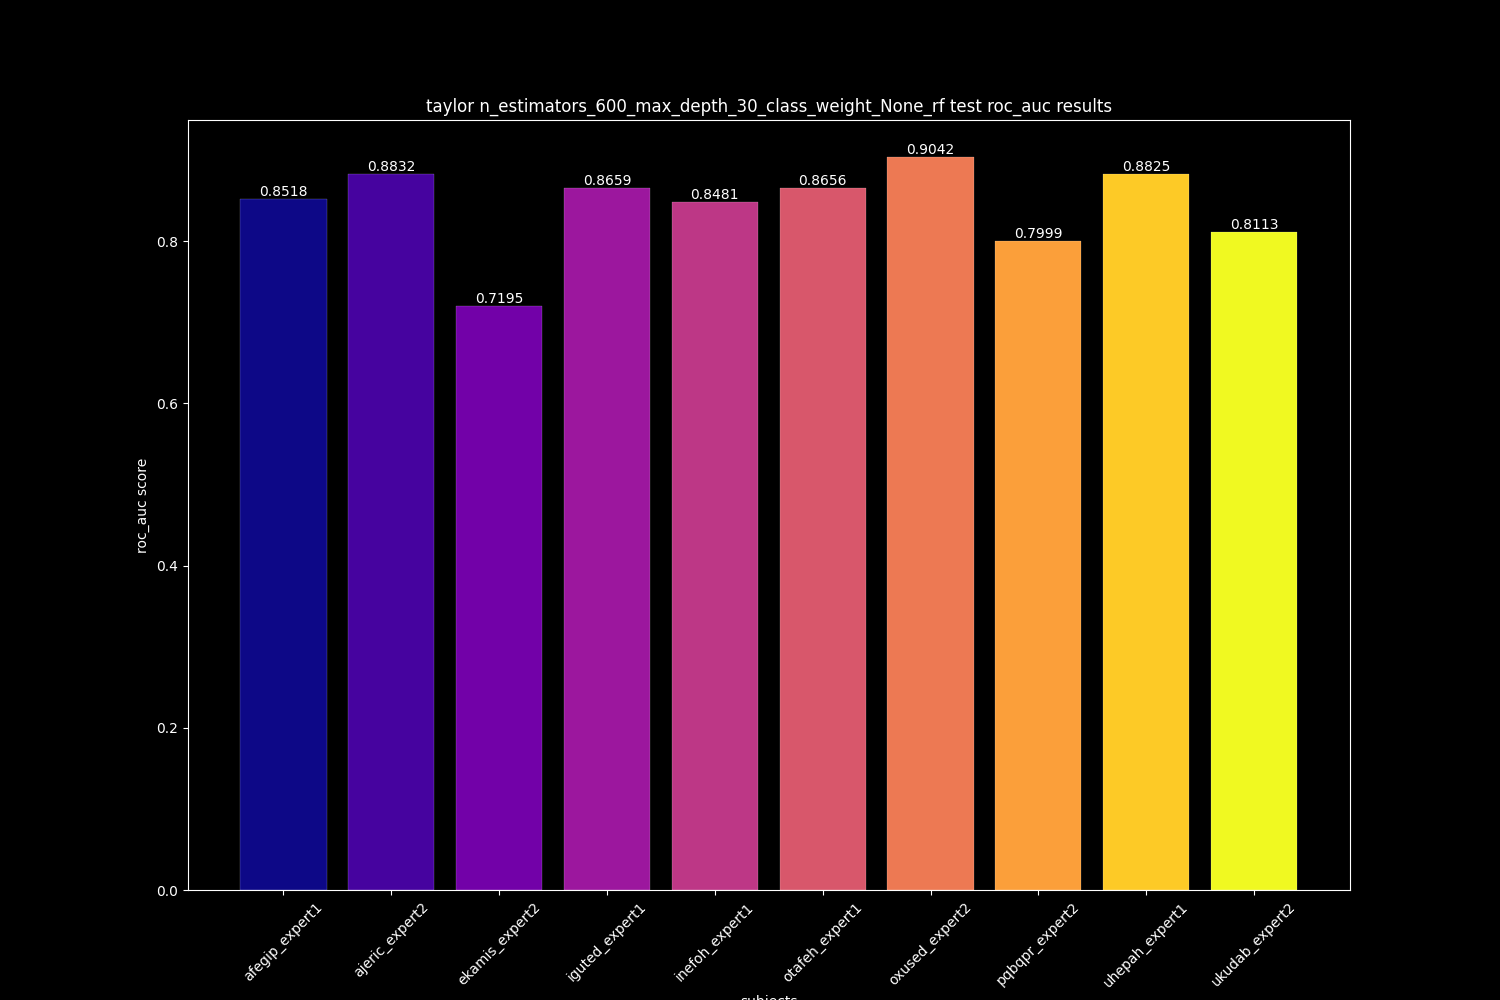 taylor n_estimators_600_max_depth_30_class_weight_None_rf test roc_auc results
0.8518
0.8832
0.7195
0.8659
0.8481
0.8656
0.9042
0.7999
0.8825
0.8113
roc_auc score
0.8
0.6
0.4
0.2
0.0
afegip_expert1
ajeric_expert2
ekamis_expert2
iguted_expert1
inefoh_expert1
otafeh_expert1
oxused_expert2
pqbqpr_expert2
uhepah_expert1
ukudab_expert2
subjects